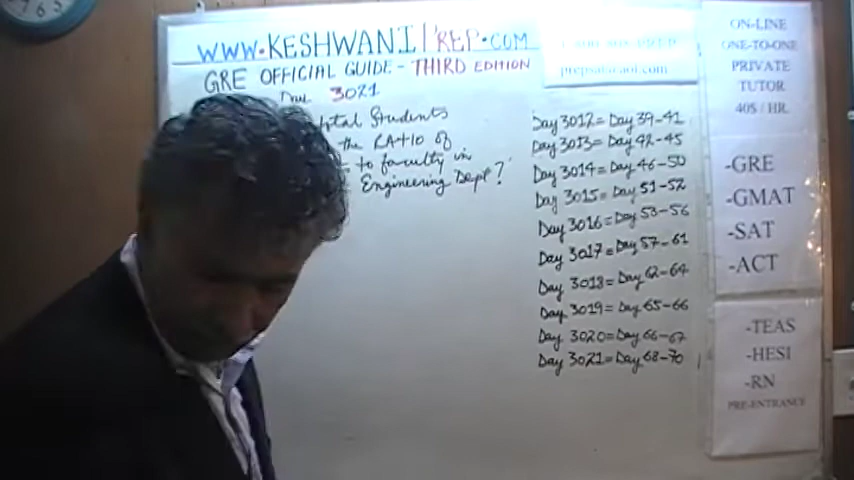 WWW.KESHWANIPREP.COM
GRE OFFICIAL GUIDE - THIRD EDITION
3021
Total Students
the RATIO of
to faculty in
Engineering Dept?
prepsat@aol.com
Day 3012= Day 39-41
Day 3013= Day 42-45
Day 3014= Day 46-50
Day 3015= Day 51-52
Day 3016= Day 53-56
Day 3017= Day 57-61
Day 3018= Day 62-64
Day 3019= Day 65-66
Day 3020= Day 66-67
Day 3021= Day 68-70
ON-LINE
ONE-TO-ONE
PRIVATE
TUTOR
40$ / HR.
-GRE
-GMAT
-SAT
-ACT
-TEAS
-HESI
-RN
PRE-ENTRANCE